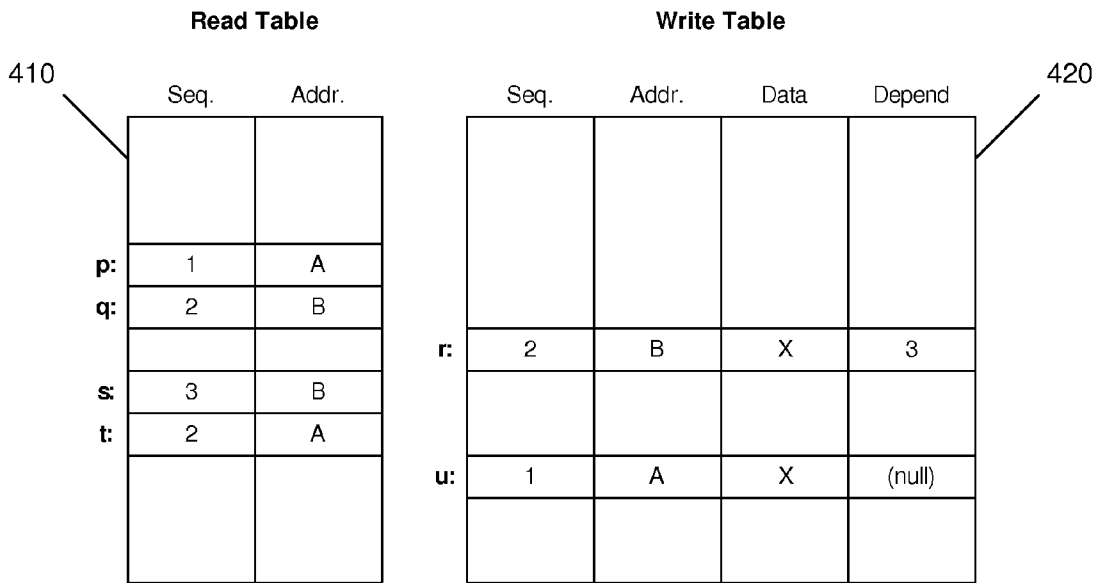 Read Table Write Table
410 420
Seq. Addr. Seq. Addr. Data Depend
p: 1 A
q: 2 B
r: 2 B X 3
s: 3 B
t: 2 A
u: 1 A X (null)